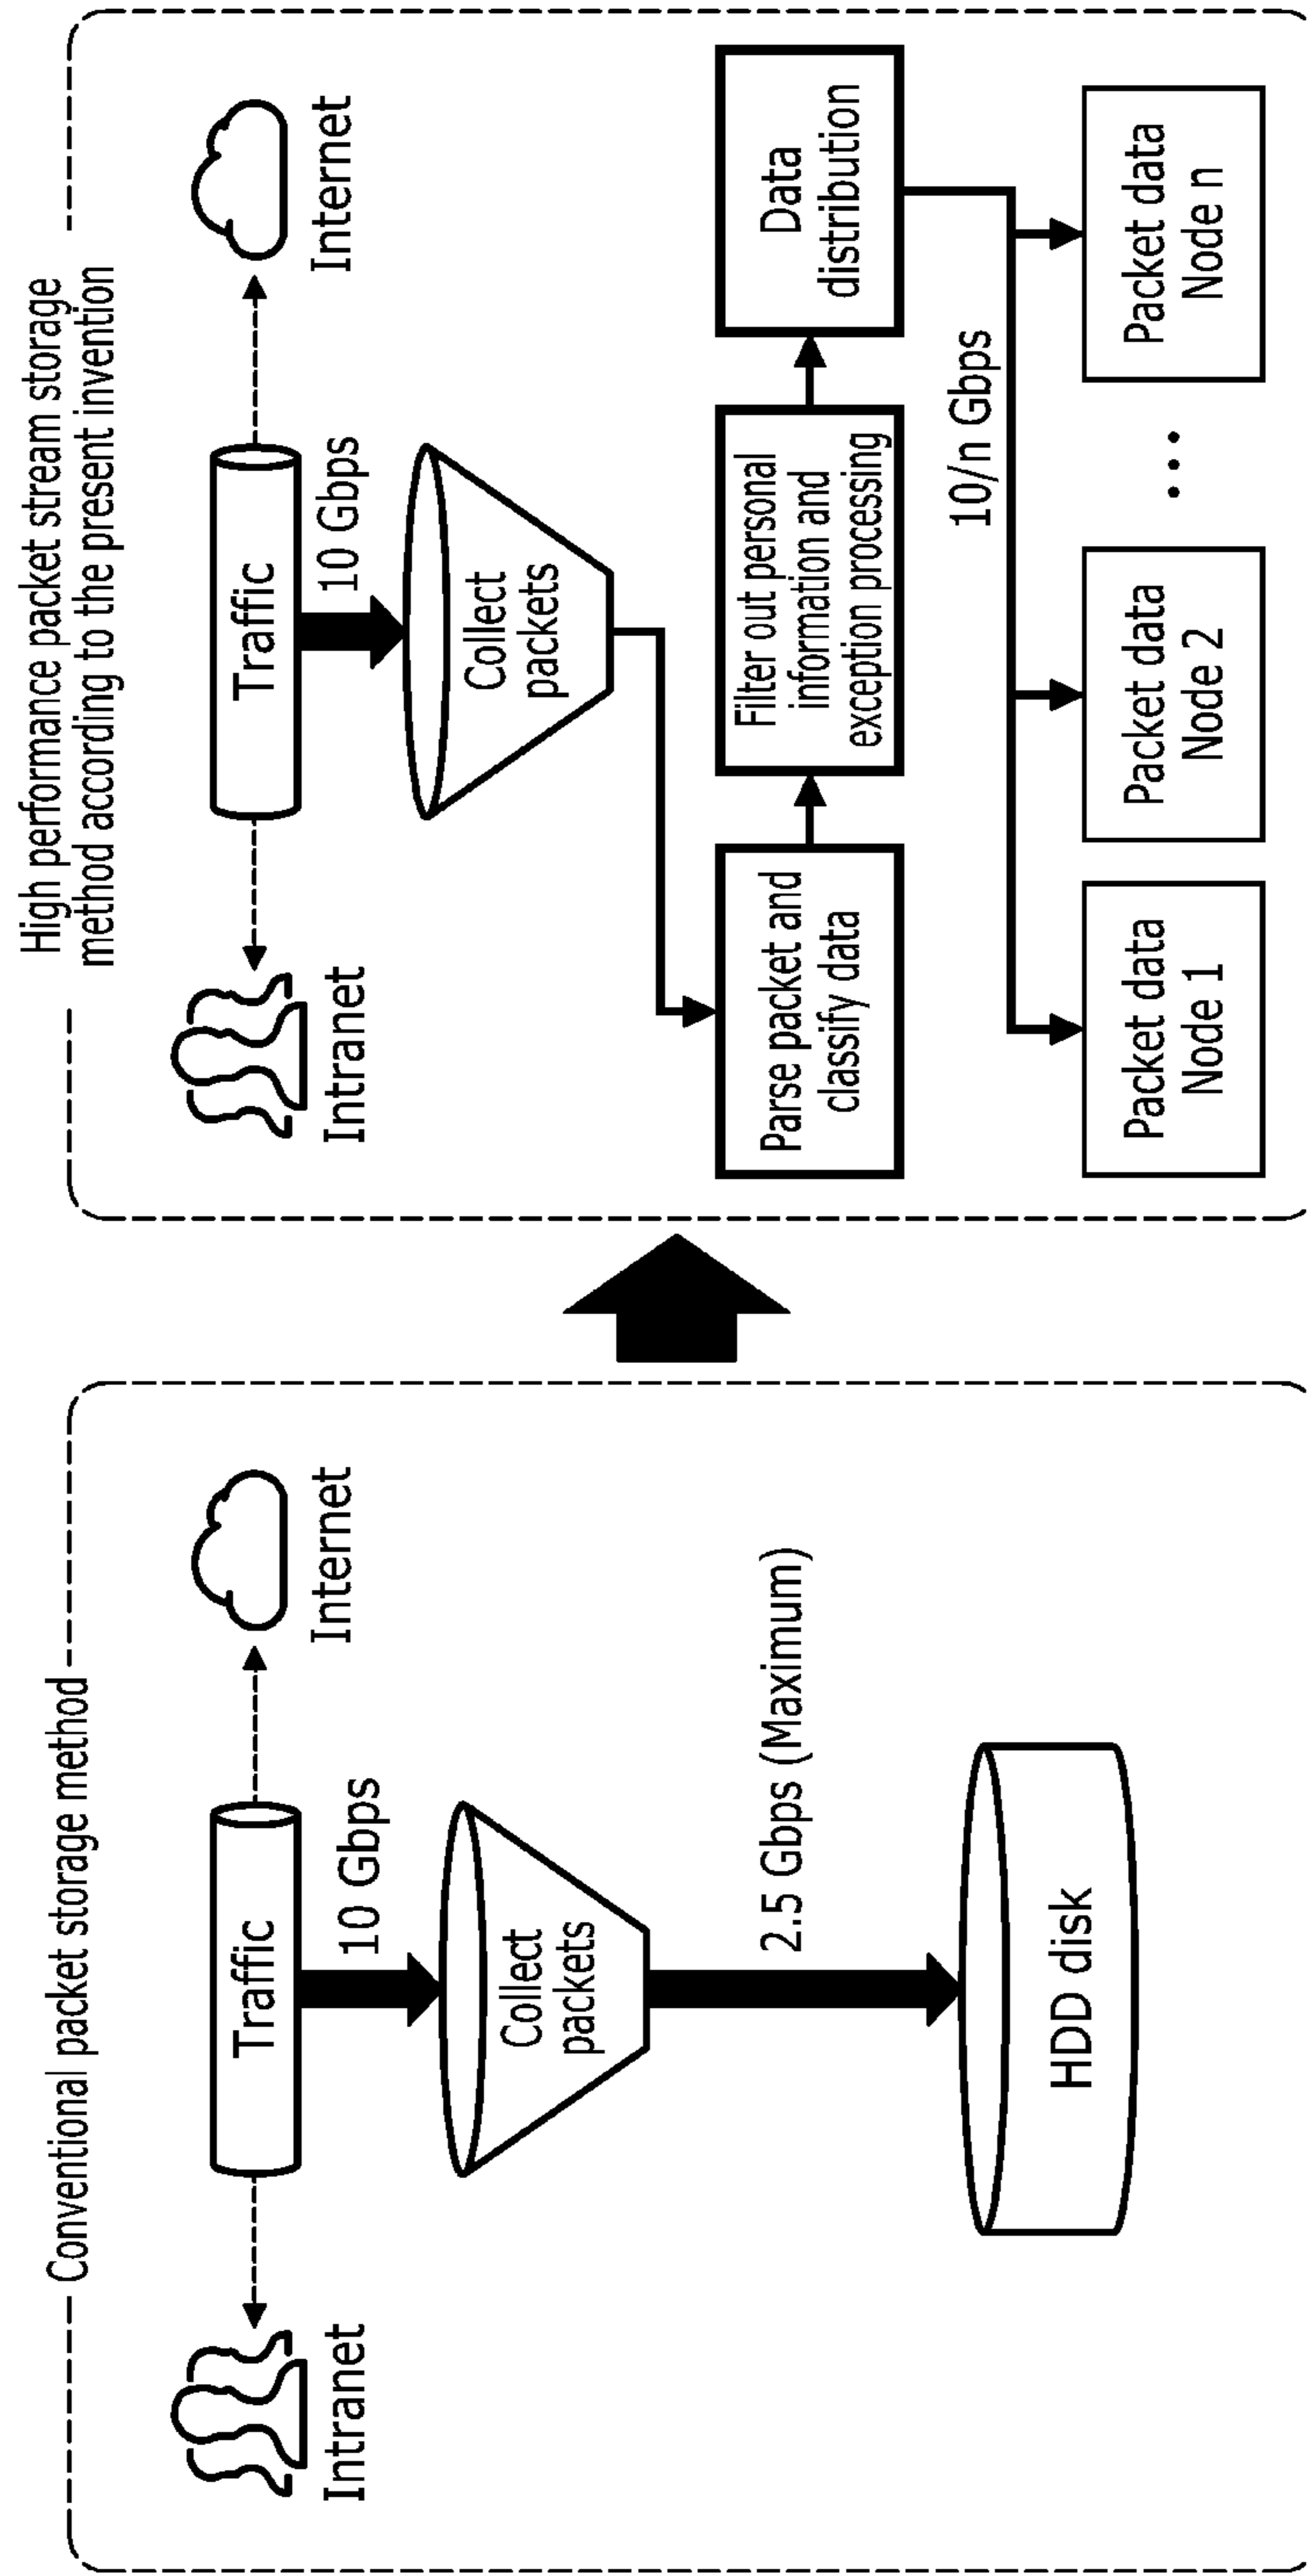 Conventional packet storage method
Intranet
Traffic
Internet
10 Gbps
Collect
packets
2.5 Gbps (Maximum)
HDD disk
High performance packet stream storage
method according to the present invention
Intranet
Traffic
Internet
10 Gbps
Collect
packets
Parse packet and
classify data
Filter out personal
information and
exception processing
Data
distribution
10/n Gbps
Packet data
Node 1
Packet data
Node 2
...
Packet data
Node n